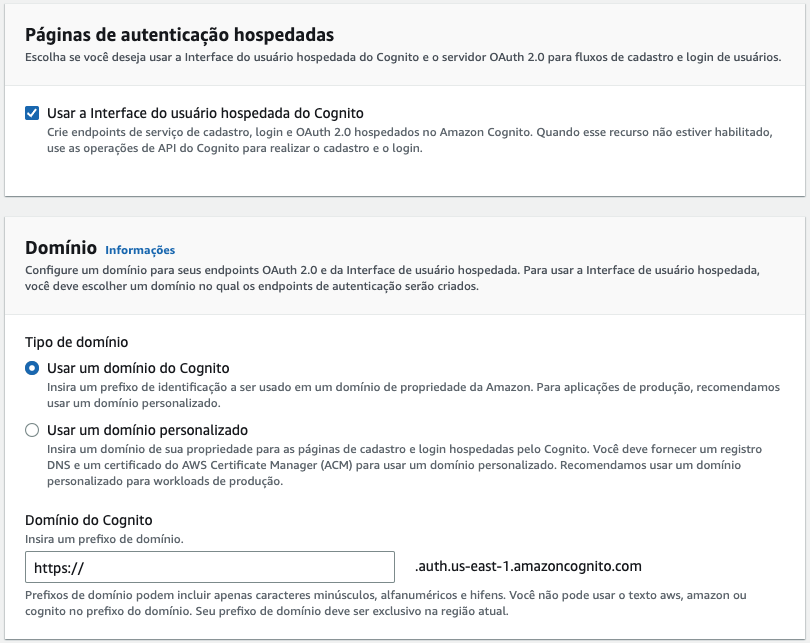 Páginas de autenticação hospedadas
Escolha se você deseja usar a Interface do usuário hospedada do Cognito e o servidor OAuth 2.0 para fluxos de cadastro e login de usuários.
Usar a Interface do usuário hospedada do Cognito
Crie endpoints de serviço de cadastro, login e OAuth 2.0 hospedados no Amazon Cognito. Quando esse recurso não estiver habilitado,
use as operações de API do Cognito para realizar o cadastro e o login.
Domínio Informações
Configure um domínio para seus endpoints OAuth 2.0 e da Interface de usuário hospedada. Para usar a Interface de usuário hospedada,
você deve escolher um domínio no qual os endpoints de autenticação serão criados.
Tipo de domínio
Usar um domínio do Cognito
Insira um prefixo de identificação a ser usado em um domínio de propriedade da Amazon. Para aplicações de produção, recomendamos
usar um domínio personalizado.
Usar um domínio personalizado
Insira um domínio de sua propriedade para as páginas de cadastro e login hospedadas pelo Cognito. Você deve fornecer um registro
DNS e um certificado do AWS Certificate Manager (ACM) para usar um domínio personalizado. Recomendamos usar um domínio
personalizado para workloads de produção.
Domínio do Cognito
Insira um prefixo de domínio.
https:// .auth.us-east-1.amazoncognito.com
Prefixos de domínio podem incluir apenas caracteres minúsculos, alfanuméricos e hifens. Você não pode usar o texto aws, amazon ou
cognito no prefixo do domínio. Seu prefixo de domínio deve ser exclusivo na região atual.